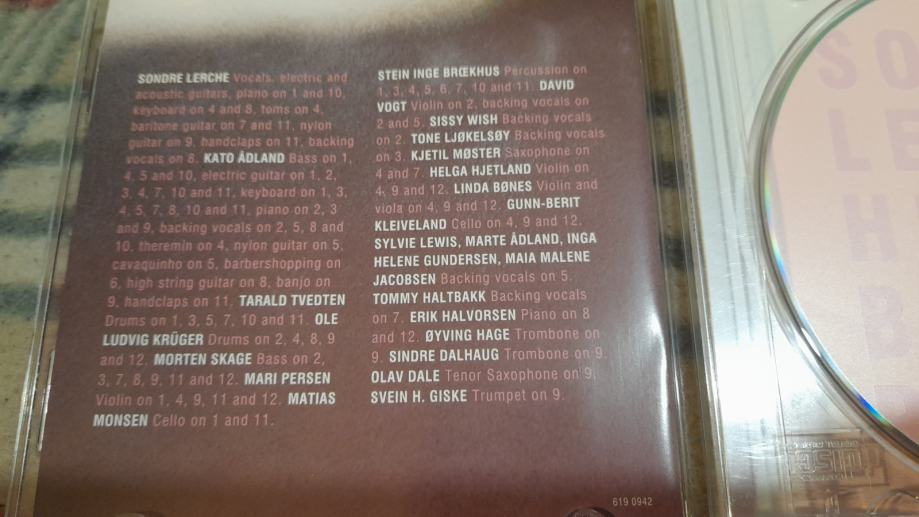 SONDRE LERCHE Vocals, electric and
acoustic guitars, piano on 1 and 10,
keyboard on 4 and 8, toms on 4,
baritone guitar on 7 and 11, nylon
guitar on 9, handclaps on 11, backing
vocals on 8. KATO ÅDLAND Bass on 1,
4, 5 and 10, electric guitar on 1, 2,
3, 4, 7, 10 and 11, keyboard on 1, 3,
4, 5, 7, 8, 10 and 11, piano on 2, 3
and 9, backing vocals on 2, 5, 8 and
10, theremin on 4, nylon guitar on 5,
cavaquinho on 5, barbershopping on
6, high string guitar on 8, banjo on
9, handclaps on 11. TARALD TVEDTEN
Drums on 1, 3, 5, 7, 10 and 11. OLE
LUDVIG KRÜGER Drums on 2, 4, 8, 9
and 12. MORTEN SKAGE Bass on 2,
3, 7, 8, 9, 11 and 12. MARI PERSEN
Violin on 1, 4, 9, 11 and 12. MATIAS
MONSEN Cello on 1 and 11.
STEIN INGE BRŒKHUS Percussion on
1, 3, 4, 5, 6, 7, 10 and 11. DAVID
VOGT Violin on 2, backing vocals on
2 and 5. SISSY WISH Backing vocals
on 2. TONE LJØKELSØY Backing vocals
on 3. KJETIL MØSTER Saxophone on
4 and 7. HELGA HJETLAND Violin on
4, 9 and 12. LINDA BØNES Violin and
viola on 4, 9 and 12. GUNN-BERIT
KLEIVELAND Cello on 4, 9 and 12.
SYLVIE LEWIS, MARTE ÅDLAND, INGA
HELENE GUNDERSEN, MAIA MALENE
JACOBSEN Backing vocals on 5.
TOMMY HALTBAKK Backing vocals
on 7. ERIK HALVORSEN Piano on 8
and 12. ØYVING HAGE Trombone on
9. SINDRE DALHAUG Trombone on 9.
OLAV DALE Tenor Saxophone on 9.
SVEIN H. GISKE Trumpet on 9.
619 0942
SO
LE
H
B